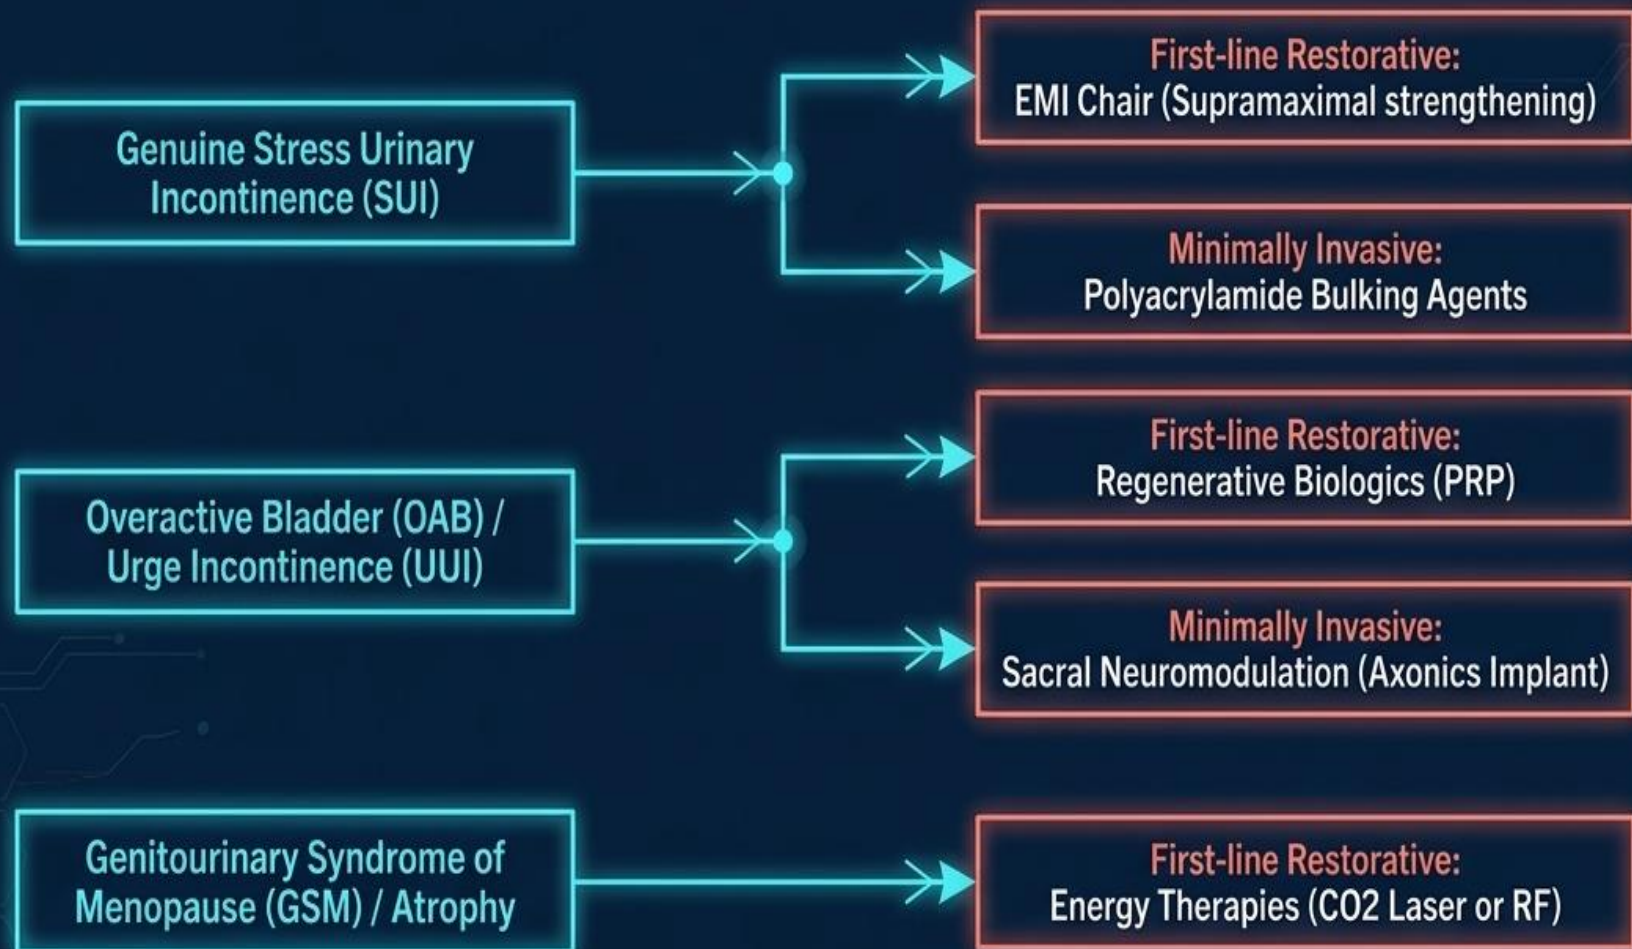 Genuine Stress Urinary
Incontinence (SUI)
First-line Restorative:
EMI Chair (Supramaximal strengthening)
Minimally Invasive:
Polyacrylamide Bulking Agents
Overactive Bladder (OAB) /
Urge Incontinence (UUI)
First-line Restorative:
Regenerative Biologics (PRP)
Minimally Invasive:
Sacral Neuromodulation (Axonics Implant)
Genitourinary Syndrome of
Menopause (GSM) / Atrophy
First-line Restorative:
Energy Therapies (CO2 Laser or RF)